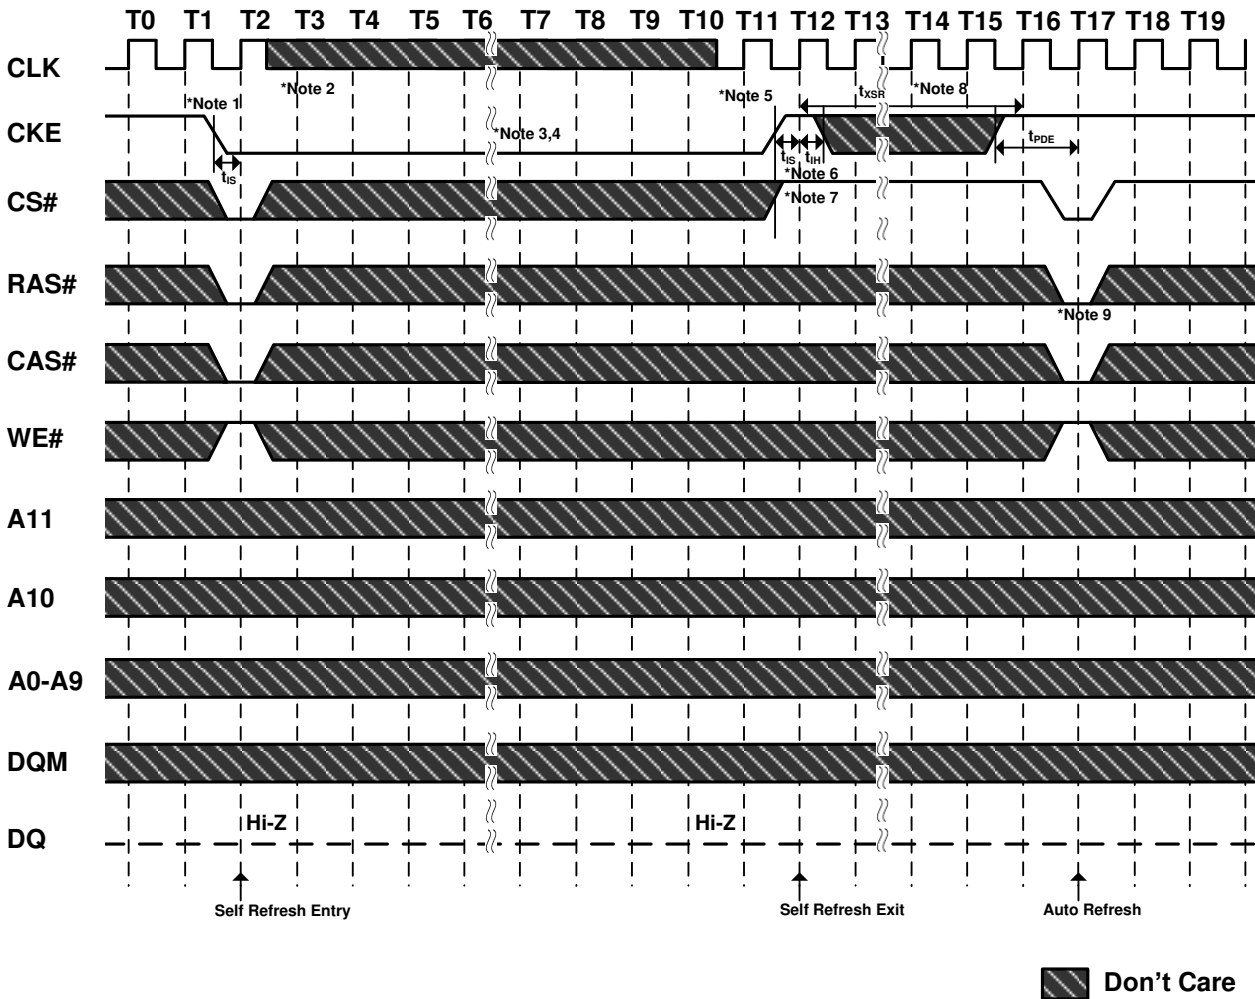 T0 T1 T2 T3 T4 T5 T6 T7 T8 T9 T10 T11 T12 T13 T14 T15 T16 T17 T18 T19
CLK
*Note 2
*Note 5
tXSR
*Note 8
*Note 1
CKE
*Note 3,4
tPDE
tIS
tIS
tIH
*Note 6
CS#
*Note 7
RAS#
*Note 9
CAS#
WE#
A11
A10
A0-A9
DQM
Hi-Z
Hi-Z
DQ
Self Refresh Entry
Self Refresh Exit
Auto Refresh
Don't Care